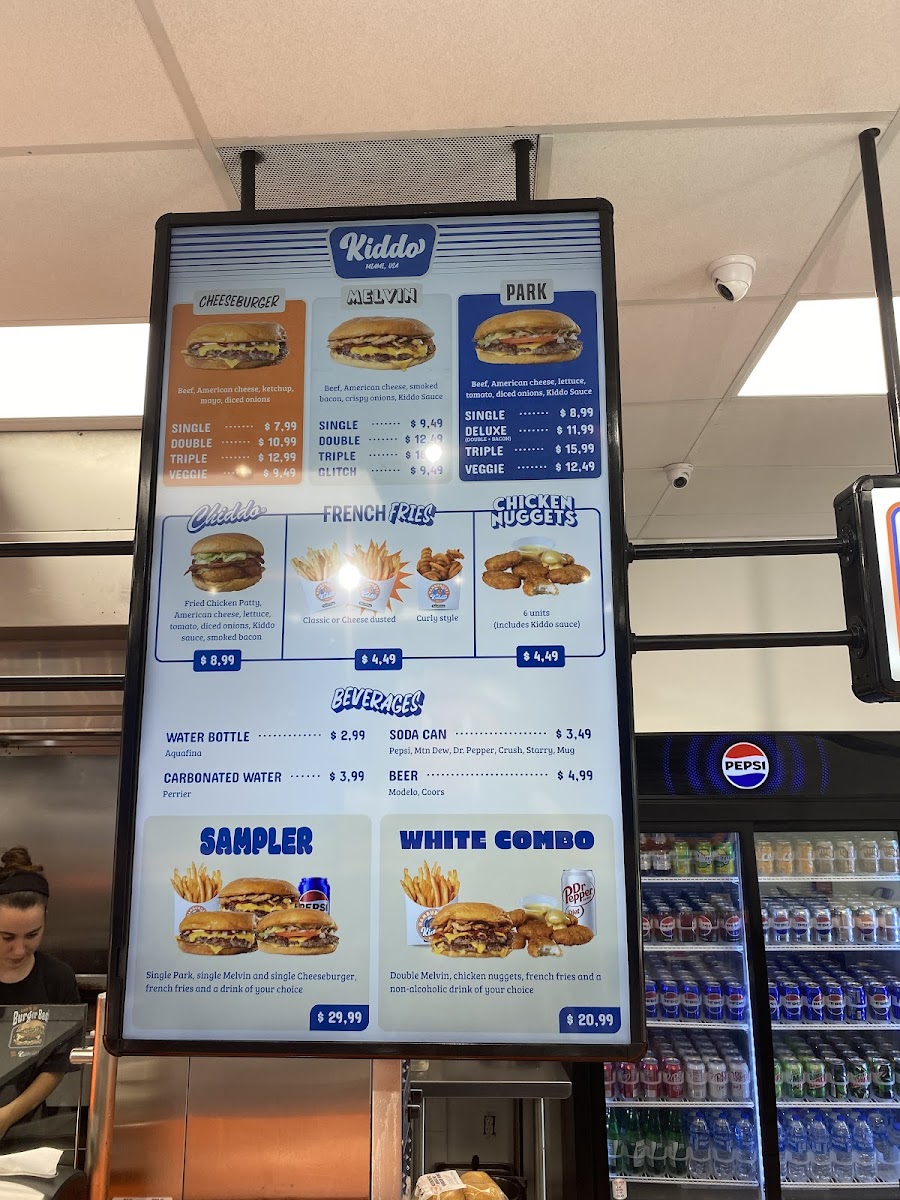 Kiddo
MIAMI, USA
CHEESEBURGER
Beef, American cheese, ketchup,
mayo, diced onions
SINGLE ······· $ 7,99
DOUBLE ······· $ 10,99
TRIPLE ······· $ 12,99
VEGGIE ······· $ 9,49
MELVIN
Beef, American cheese, smoked
bacon, crispy onions, Kiddo Sauce
SINGLE ······· $ 9,49
DOUBLE ······· $ 12,49
TRIPLE ······· $
GLITCH ······· $ 9,49
PARK
Beef, American cheese, lettuce,
tomato, diced onions, Kiddo Sauce
SINGLE ······· $ 8,99
DELUXE ······· $ 11,99
(DOUBLE + BACON)
TRIPLE ······· $ 15,99
VEGGIE ······· $ 12,49
Chiddo
Fried Chicken Patty,
American cheese, lettuce,
tomato, diced onions, Kiddo
sauce, smoked bacon
$ 8,99
FRENCH FRIES
Classic or Cheese dusted
Curly style
$ 4,49
CHICKEN
NUGGETS
6 units
(includes Kiddo sauce)
$ 4,49
BEVERAGES
WATER BOTTLE ············ $ 2,99
Aquafina
CARBONATED WATER ······ $ 3,99
Perrier
SODA CAN ·················· $ 3,49
Pepsi, Mtn Dew, Dr. Pepper, Crush, Starry, Mug
BEER ························ $ 4,99
Modelo, Coors
SAMPLER
PEPSI
Single Park, single Melvin and single Cheeseburger,
french fries and a drink of your choice
$ 29,99
WHITE COMBO
Dr Pepper
Diet
Double Melvin, chicken nuggets, french fries and a
non-alcoholic drink of your choice
$ 20,99
PEPSI
Burger Bag